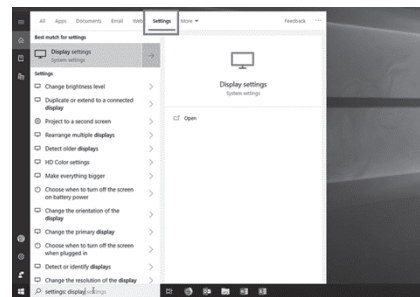 All Apps Documents Email Web Settings More Feedback ...
Best match for settings
Display settings
System settings
Settings
Change brightness level
Duplicate or extend to a connected
display
Project to a second screen
Rearrange multiple displays
Detect older displays
HD Color settings
Make everything bigger
Choose when to turn off the screen
on battery power
Change the orientation of the
display
Change the primary display
Choose when to turn off the screen
when plugged in
Detect or identify displays
Change the resolution of the display
settings: display settings
Display settings
System settings
Open